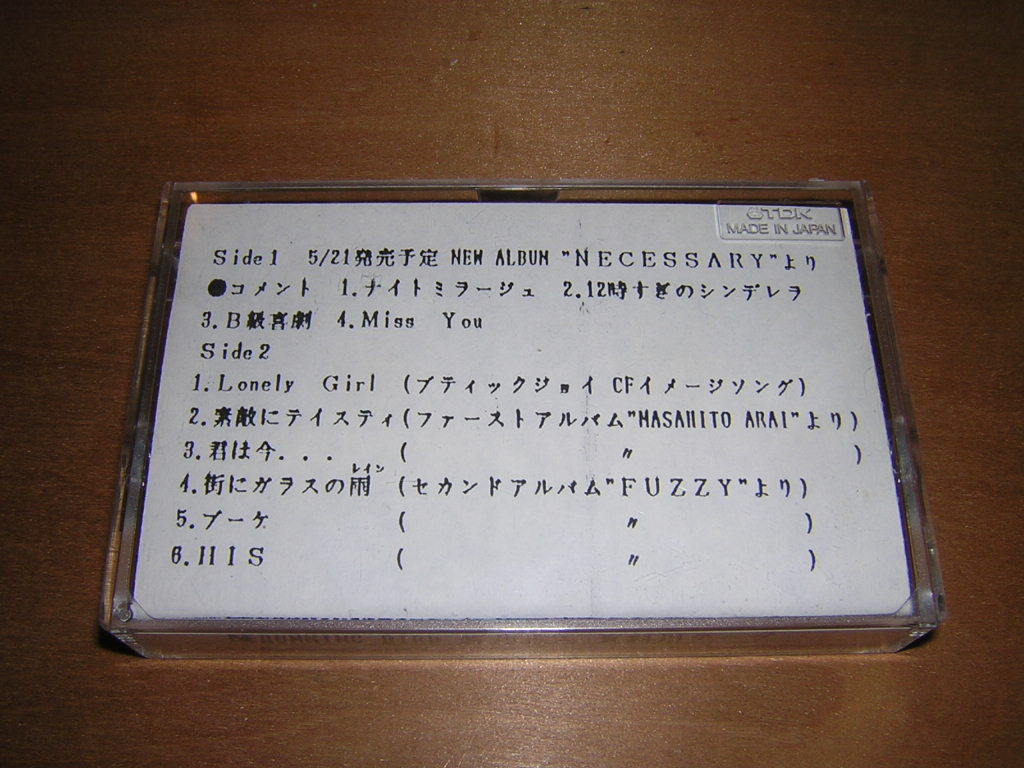 TDK
MADE IN JAPAN
Side1 5/21発売予定 NEW ALBUM "NECESSARY"より
●コメント 1.ナイトミラージュ 2.12時すぎのシンデレラ
3.B級喜劇 4.Miss You
Side2
1.Lonely Girl (ブティックジョイ CFイメージソング)
2.素敵にテイスティ(ファーストアルバム"MASAHITO ARAI"より)
3.君は今... ( 〃 )
レイン
4.街にガラスの雨 (セカンドアルバム"FUZZY"より)
5.ブーケ ( 〃 )
6.HIS ( 〃 )